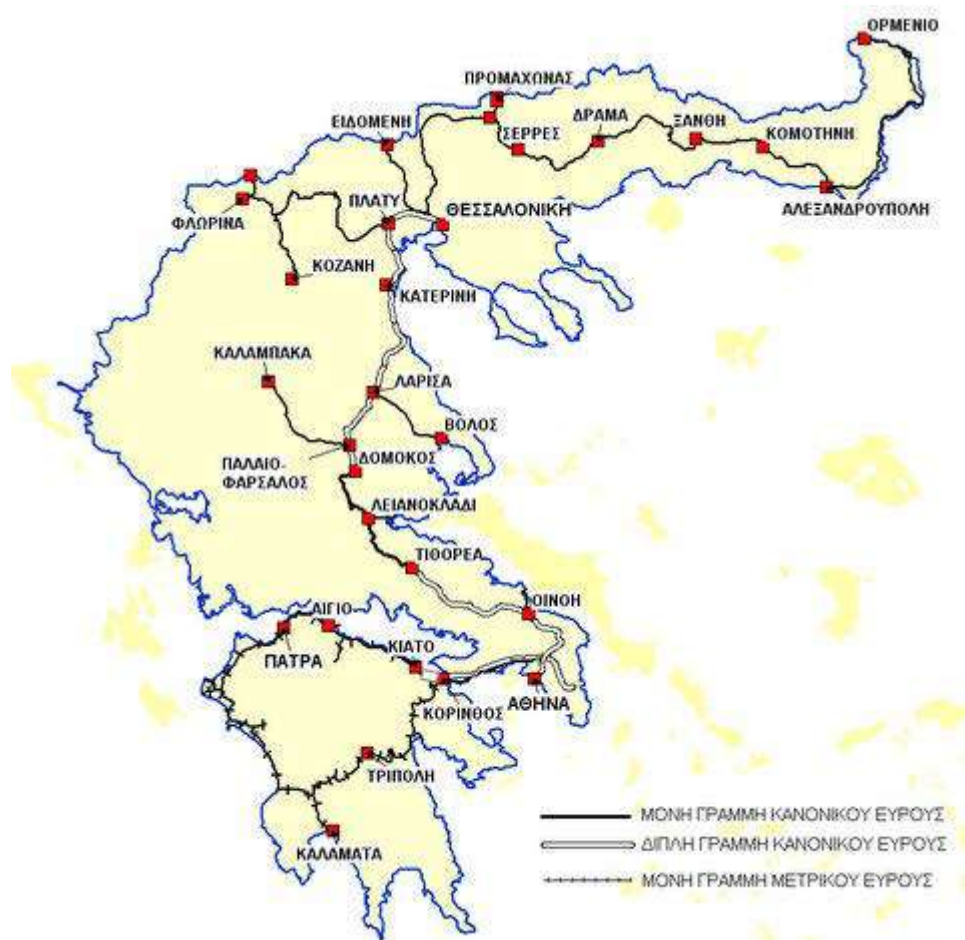 ΟΡΜΕΝΙΟ
ΠΡΟΜΑΧΩΝΑΣ
ΔΡΑΜΑ
ΞΑΝΘΗ
ΕΙΔΟΜΕΝΗ
ΣΕΡΡΕΣ
ΚΟΜΟΤΗΝΗ
ΠΛΑΤΥ
ΘΕΣΣΑΛΟΝΙΚΗ
ΑΛΕΞΑΝΔΡΟΥΠΟΛΗ
ΦΛΩΡΙΝΑ
ΚΟΖΑΝΗ
ΚΑΤΕΡΙΝΗ
ΚΑΛΑΜΠΑΚΑ
ΛΑΡΙΣΑ
ΒΟΛΟΣ
ΠΑΛΑΙΟ-
ΦΑΡΣΑΛΟΣ
ΔΟΜΟΚΟΣ
ΛΕΙΑΝΟΚΛΑΔΙ
ΤΙΘΟΡΕΑ
ΟΙΝΟΗ
ΑΙΓΙΟ
ΠΑΤΡΑ
ΚΙΑΤΟ
ΚΟΡΙΝΘΟΣ
ΑΘΗΝΑ
ΤΡΙΠΟΛΗ
ΚΑΛΑΜΑΤΑ
ΜΟΝΗ ΓΡΑΜΜΗ ΚΑΝΟΝΙΚΟΥ ΕΥΡΟΥΣ
ΔΙΠΛΗ ΓΡΑΜΜΗ ΚΑΝΟΝΙΚΟΥ ΕΥΡΟΥΣ
ΜΟΝΗ ΓΡΑΜΜΗ ΜΕΤΡΙΚΟΥ ΕΥΡΟΥΣ